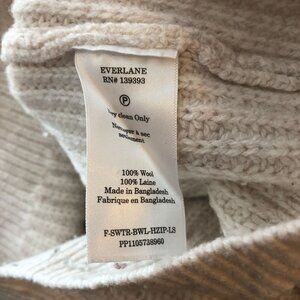 EVERLANE
RN# 139393
P
Dry clean Only
Nettoyer à sec
seulement
100% Wool
100% Laine
Made in Bangladesh
Fabrique en Bangladesh
F-SWTR-BWL-HZIP-LS
PP1105738960